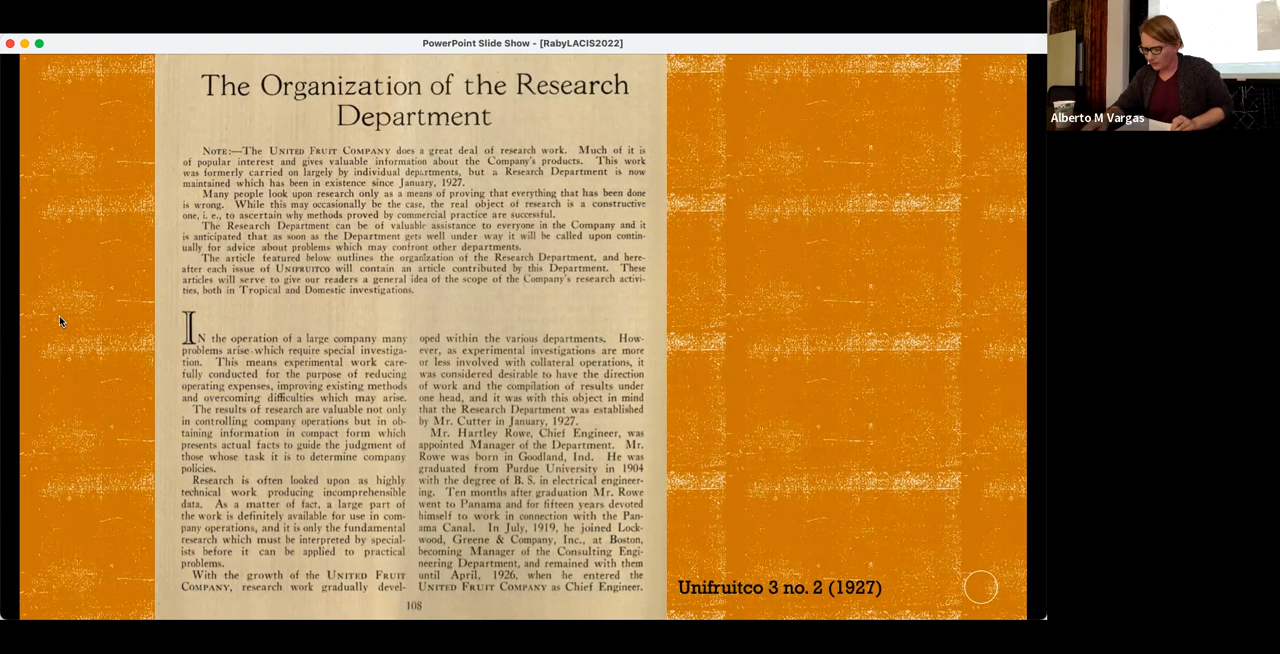 PowerPoint Slide Show - [RabyLACIS2022]
Alberto M Vargas
The Organization of the Research
Department
NOTE:—The UNITED FRUIT COMPANY does a great deal of research work. Much of it is
of popular interest and gives valuable information about the Company's products. This work
was formerly carried on largely by individual departments, but a Research Department is now
maintained which has been in existence since January, 1927.
Many people look upon research only as a means of proving that everything that has been done
is wrong. While this may occasionally be the case, the real object of research is a constructive
one, i. e., to ascertain why methods proved by commercial practice are successful.
The Research Department can be of valuable assistance to everyone in the Company and it
is anticipated that as soon as the Department gets well under way it will be called upon contin-
ually for advice about problems which may confront other departments.
The article featured below outlines the organization of the Research Department, and here-
after each issue of UNIFRUITCO will contain an article contributed by this Department. These
articles will serve to give our readers a general idea of the scope of the Company's research activi-
ties, both in Tropical and Domestic investigations.
IN the operation of a large company many
problems arise which require special investiga-
tion. This means experimental work care-
fully conducted for the purpose of reducing
operating expenses, improving existing methods
and overcoming difficulties which may arise.
The results of research are valuable not only
in controlling company operations but in ob-
taining information in compact form which
presents actual facts to guide the judgment of
those whose task it is to determine company
policies.
Research is often looked upon as highly
technical work producing incomprehensible
data. As a matter of fact, a large part of
the work is definitely available for use in com-
pany operations, and it is only the fundamental
research which must be interpreted by special-
ists before it can be applied to practical
problems.
With the growth of the UNITED FRUIT
COMPANY, research work gradually devel-
oped within the various departments. How-
ever, as experimental investigations are more
or less involved with collateral operations, it
was considered desirable to have the direction
of work and the compilation of results under
one head, and it was with this object in mind
that the Research Department was established
by Mr. Cutter in January, 1927.
Mr. Hartley Rowe, Chief Engineer, was
appointed Manager of the Department. Mr.
Rowe was born in Goodland, Ind. He was
graduated from Purdue University in 1904
with the degree of B. S. in electrical engineer-
ing. Ten months after graduation Mr. Rowe
went to Panama and for fifteen years devoted
himself to work in connection with the Pan-
ama Canal. In July, 1919, he joined Lock-
wood, Greene & Company, Inc., at Boston,
becoming Manager of the Consulting Engi-
neering Department, and remained with them
until April, 1926, when he entered the
UNITED FRUIT COMPANY as Chief Engineer.
108
Unifruitco 3 no. 2 (1927)